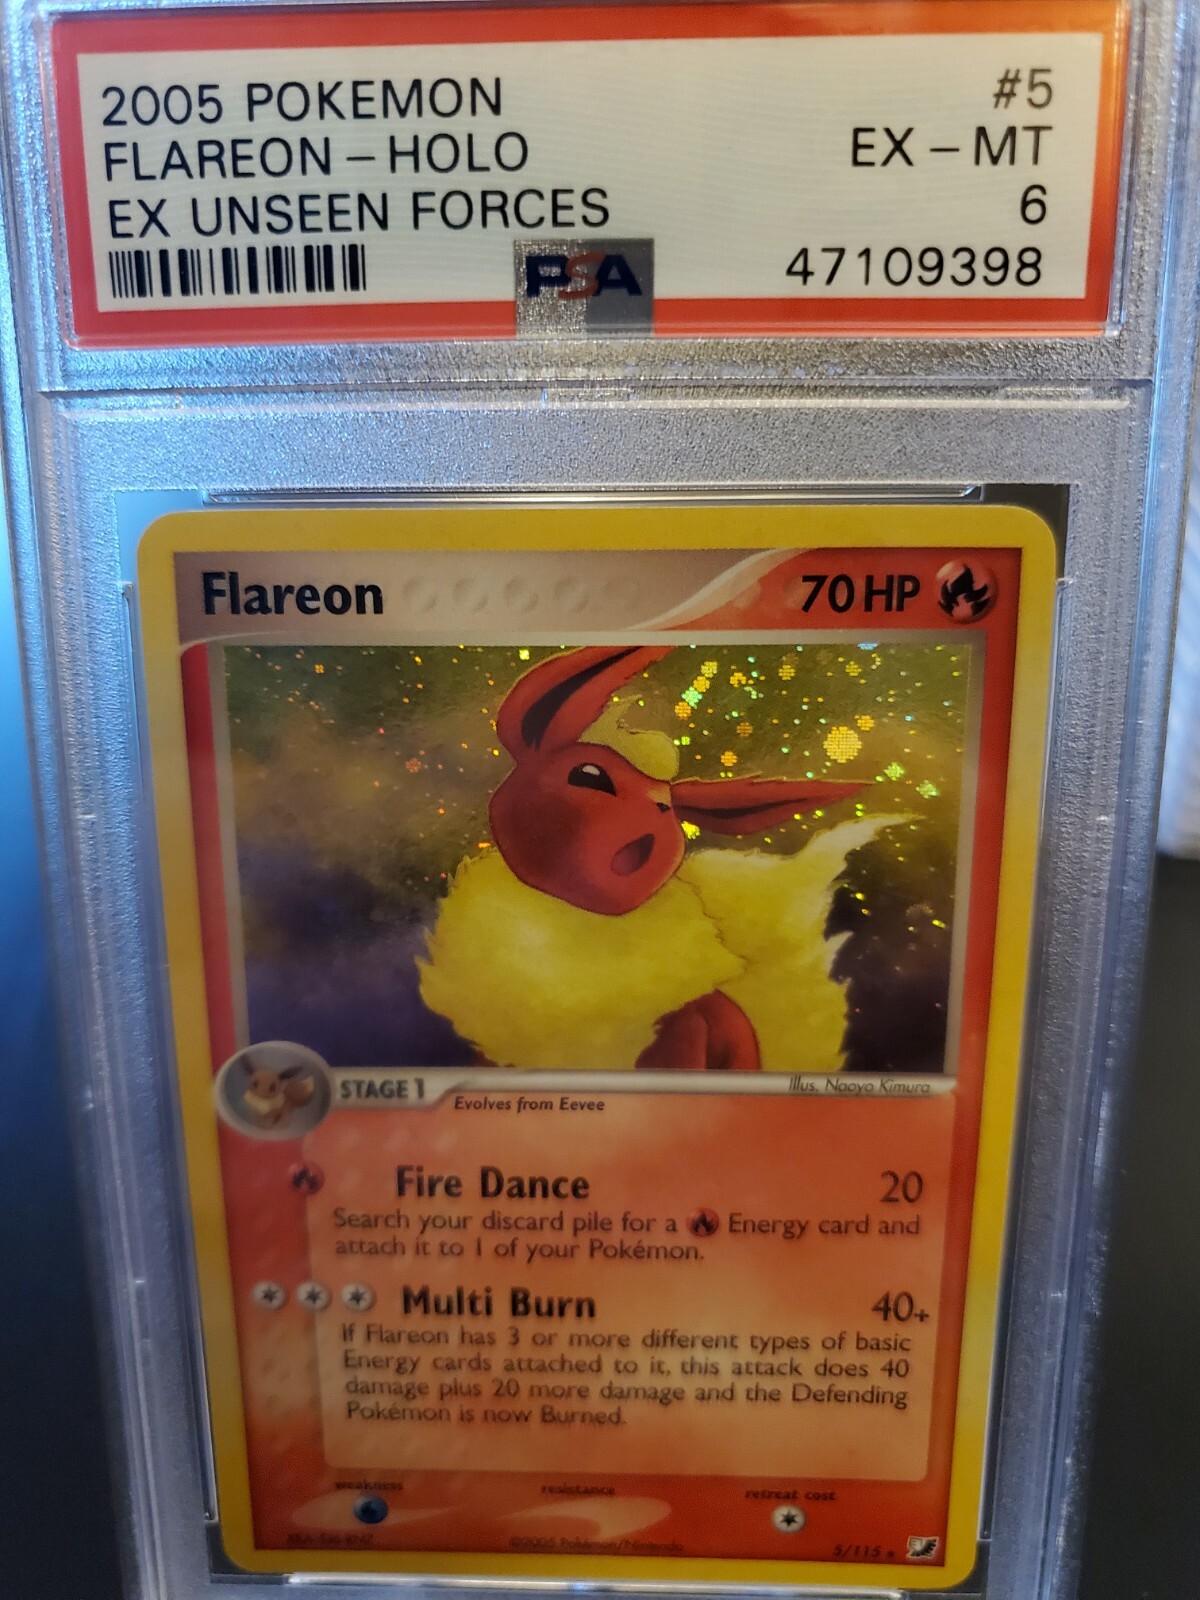 2005 POKEMON #5
FLAREON - HOLO EX - MT
EX UNSEEN FORCES 6
PSA 47109398
Flareon 70 HP
STAGE 1 Illus. Naoyo Kimura
Evolves from Eevee
Fire Dance 20
Search your discard pile for a Energy card and
attach it to 1 of your Pokémon.
Multi Burn 40+
If Flareon has 3 or more different types of basic
Energy cards attached to it, this attack does 40
damage plus 20 more damage and the Defending
Pokémon is now Burned.
weakness resistance retreat cost
©2005 Pokémon/Nintendo 5/115 ★